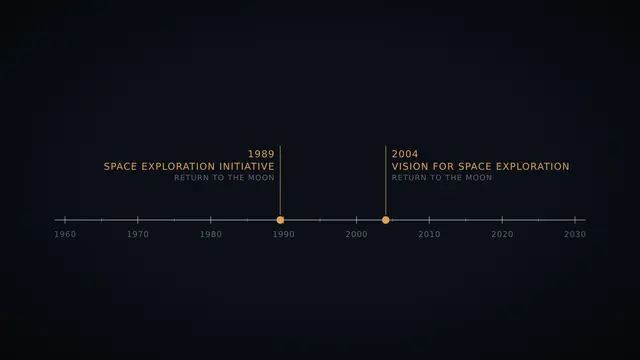 1989
SPACE EXPLORATION INITIATIVE
RETURN TO THE MOON
2004
VISION FOR SPACE EXPLORATION
RETURN TO THE MOON
1960 1970 1980 1990 2000 2010 2020 2030